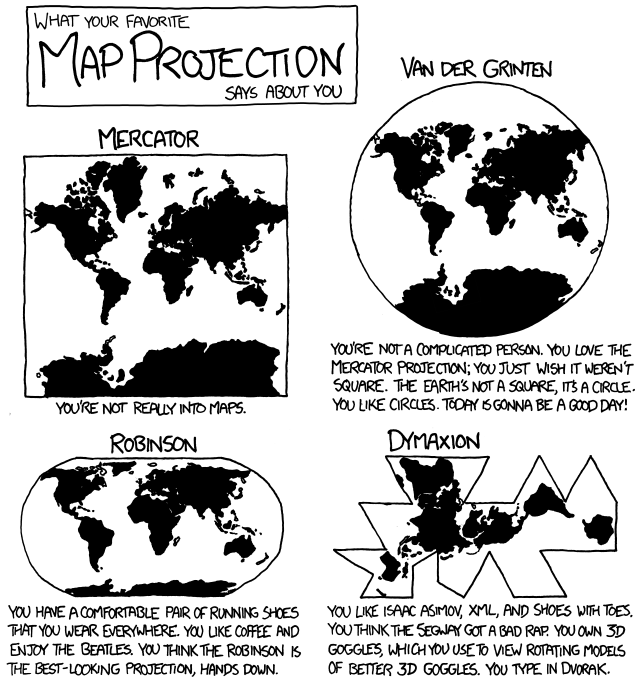 WHAT YOUR FAVORITE
MAP PROJECTION
SAYS ABOUT YOU
MERCATOR
YOU'RE NOT REALLY INTO MAPS.
VAN DER GRINTEN
YOU'RE NOT A COMPLICATED PERSON. YOU LOVE THE
MERCATOR PROJECTION; YOU JUST WISH IT WEREN'T
SQUARE. THE EARTH'S NOT A SQUARE, IT'S A CIRCLE.
YOU LIKE CIRCLES. TODAY IS GONNA BE A GOOD DAY!
ROBINSON
YOU HAVE A COMFORTABLE PAIR OF RUNNING SHOES
THAT YOU WEAR EVERYWHERE. YOU LIKE COFFEE AND
ENJOY THE BEATLES. YOU THINK THE ROBINSON IS
THE BEST-LOOKING PROJECTION, HANDS DOWN.
DYMAXION
YOU LIKE ISAAC ASIMOV, XML, AND SHOES WITH TOES.
YOU THINK THE SEGWAY GOT A BAD RAP. YOU OWN 3D
GOGGLES, WHICH YOU USE TO VIEW ROTATING MODELS
OF BETTER 3D GOGGLES. YOU TYPE IN DVORAK.